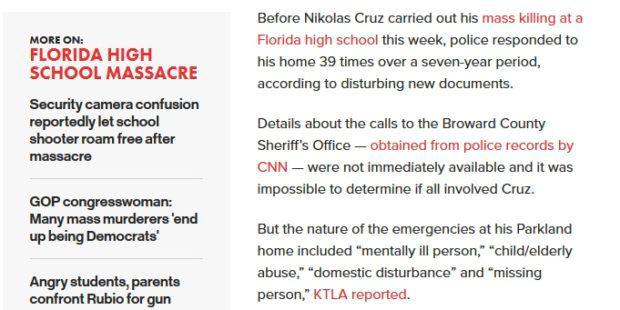 MORE ON:
FLORIDA HIGH
SCHOOL MASSACRE
Security camera confusion
reportedly let school
shooter roam free after
massacre
GOP congresswoman:
Many mass murderers 'end
up being Democrats'
Angry students, parents
confront Rubio for gun
Before Nikolas Cruz carried out his mass killing at a
Florida high school this week, police responded to
his home 39 times over a seven-year period,
according to disturbing new documents.
Details about the calls to the Broward County
Sheriff's Office — obtained from police records by
CNN — were not immediately available and it was
impossible to determine if all involved Cruz.
But the nature of the emergencies at his Parkland
home included “mentally ill person,” “child/elderly
abuse,” “domestic disturbance” and “missing
person,” KTLA reported.